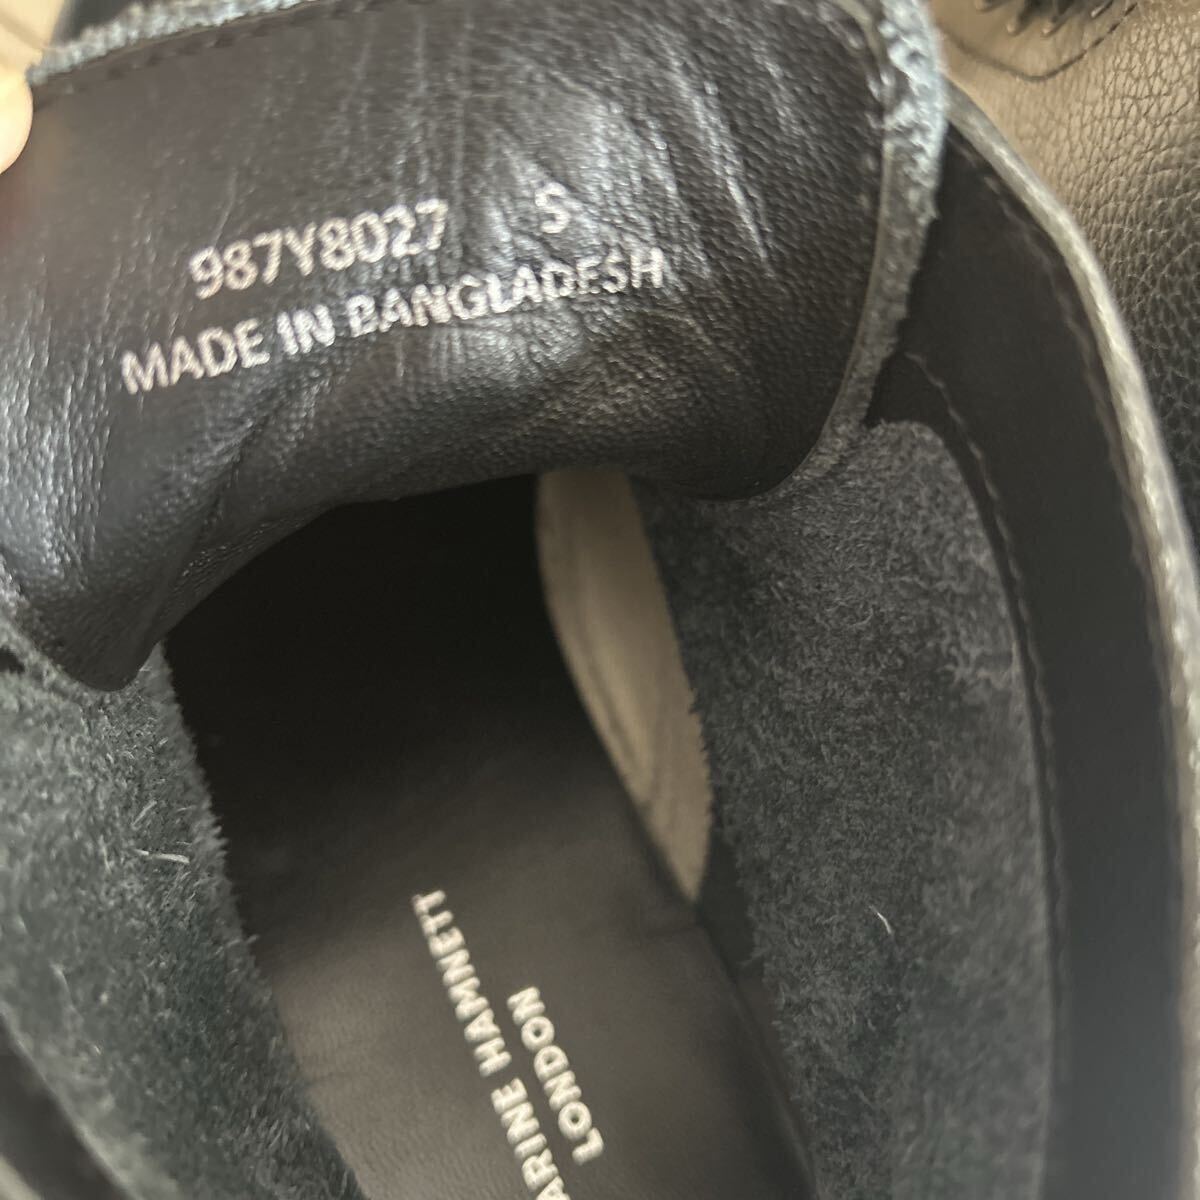 987Y8027 S
MADE IN BANGLADESH
ARINE HAMNETT
LONDON